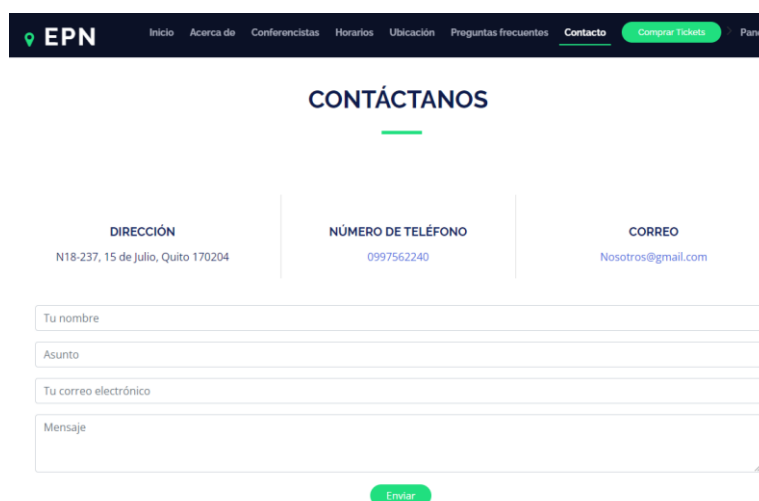 EPN Inicio Acerca de Conferencistas Horarios Ubicación Preguntas frecuentes Contacto Comprar Tickets
CONTÁCTANOS
DIRECCIÓN NÚMERO DE TELÉFONO CORREO
N18-237, 15 de Julio, Quito 170204 0997562240 Nosotros@gmail.com
Tu nombre
Asunto
Tu correo electrónico
Mensaje
Enviar